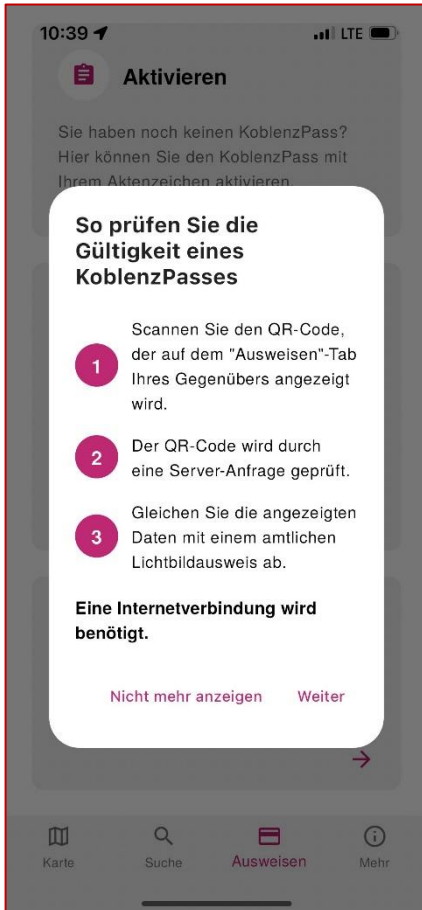 10:39
LTE
Aktivieren
Sie haben noch keinen KoblenzPass?
Hier können Sie den KoblenzPass mit
Ihrem Aktenzeichen aktivieren
So prüfen Sie die
Gültigkeit eines
KoblenzPasses
1
Scannen Sie den QR-Code,
der auf dem "Ausweisen"-Tab
Ihres Gegenübers angezeigt
wird.
2
Der QR-Code wird durch
eine Server-Anfrage geprüft.
3
Gleichen Sie die angezeigten
Daten mit einem amtlichen
Lichtbildausweis ab.
Eine Internetverbindung wird
benötigt.
Nicht mehr anzeigen Weiter
Karte Suche Ausweisen Mehr